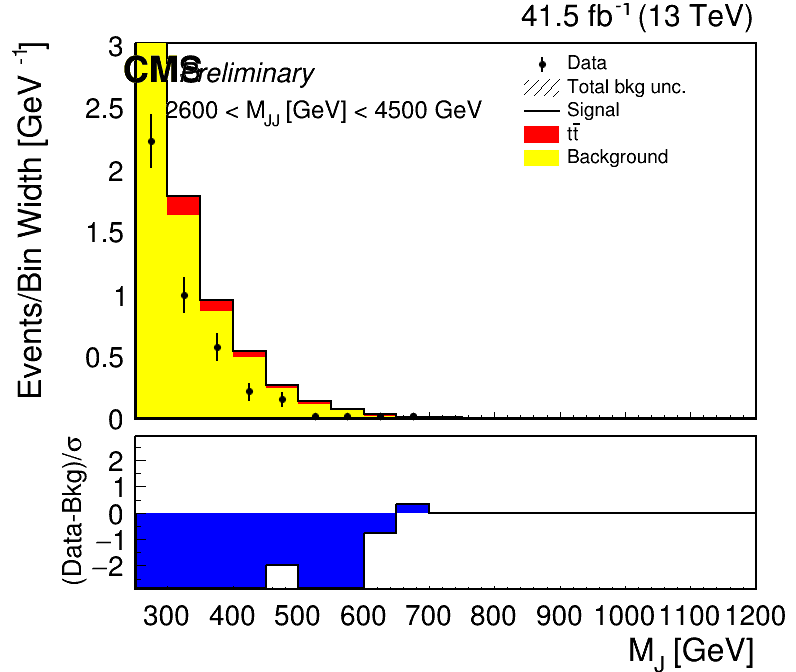 41.5 fb⁻¹ (13 TeV)
CMS Preliminary
2600 < M_JJ [GeV] < 4500 GeV
Data
Total bkg unc.
Signal
tt̄
Background
Events/Bin Width [GeV⁻¹]
3
2.5
2
1.5
1
0.5
0
(Data-Bkg)/σ
2
1
0
−1
−2
300 400 500 600 700 800 900 1000 1100 1200
M_J [GeV]